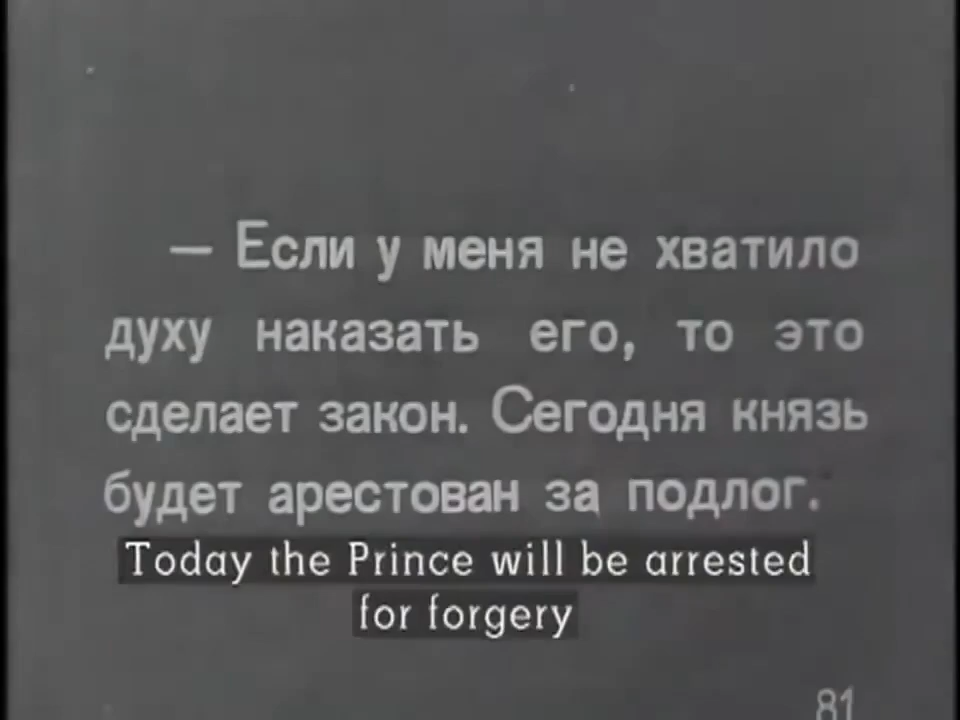 — Если у меня не хватило
духу наказать его, то это
сделает закон. Сегодня князь
будет арестован за подлог.
Today the Prince will be arrested
for forgery
81